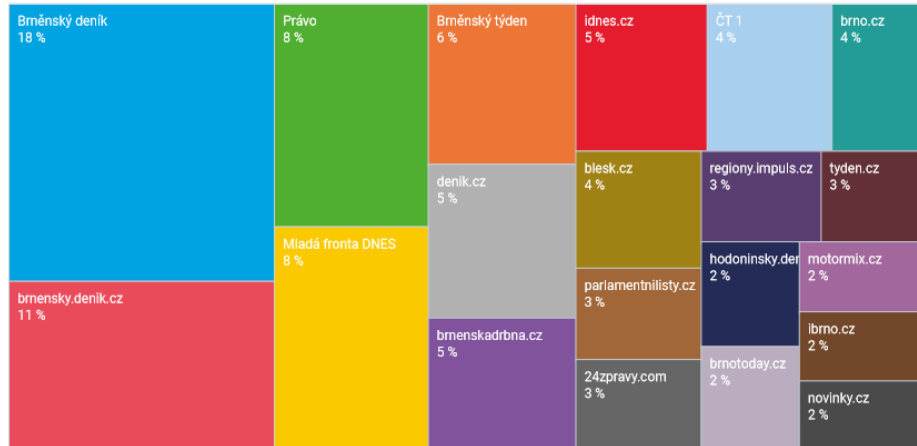 Brněnský deník
18 %
brnensky.denik.cz
11 %
Právo
8 %
Mladá fronta DNES
8 %
Brněnský týden
6 %
denik.cz
5 %
brnenskadrbna.cz
5 %
idnes.cz
5 %
ČT 1
4 %
brno.cz
4 %
blesk.cz
4 %
regiony.impuls.cz
3 %
tyden.cz
3 %
parlamentnilisty.cz
3 %
24zpravy.com
3 %
hodoninsky.der
2 %
motormix.cz
2 %
brnotoday.cz
2 %
ibrno.cz
2 %
novinky.cz
2 %